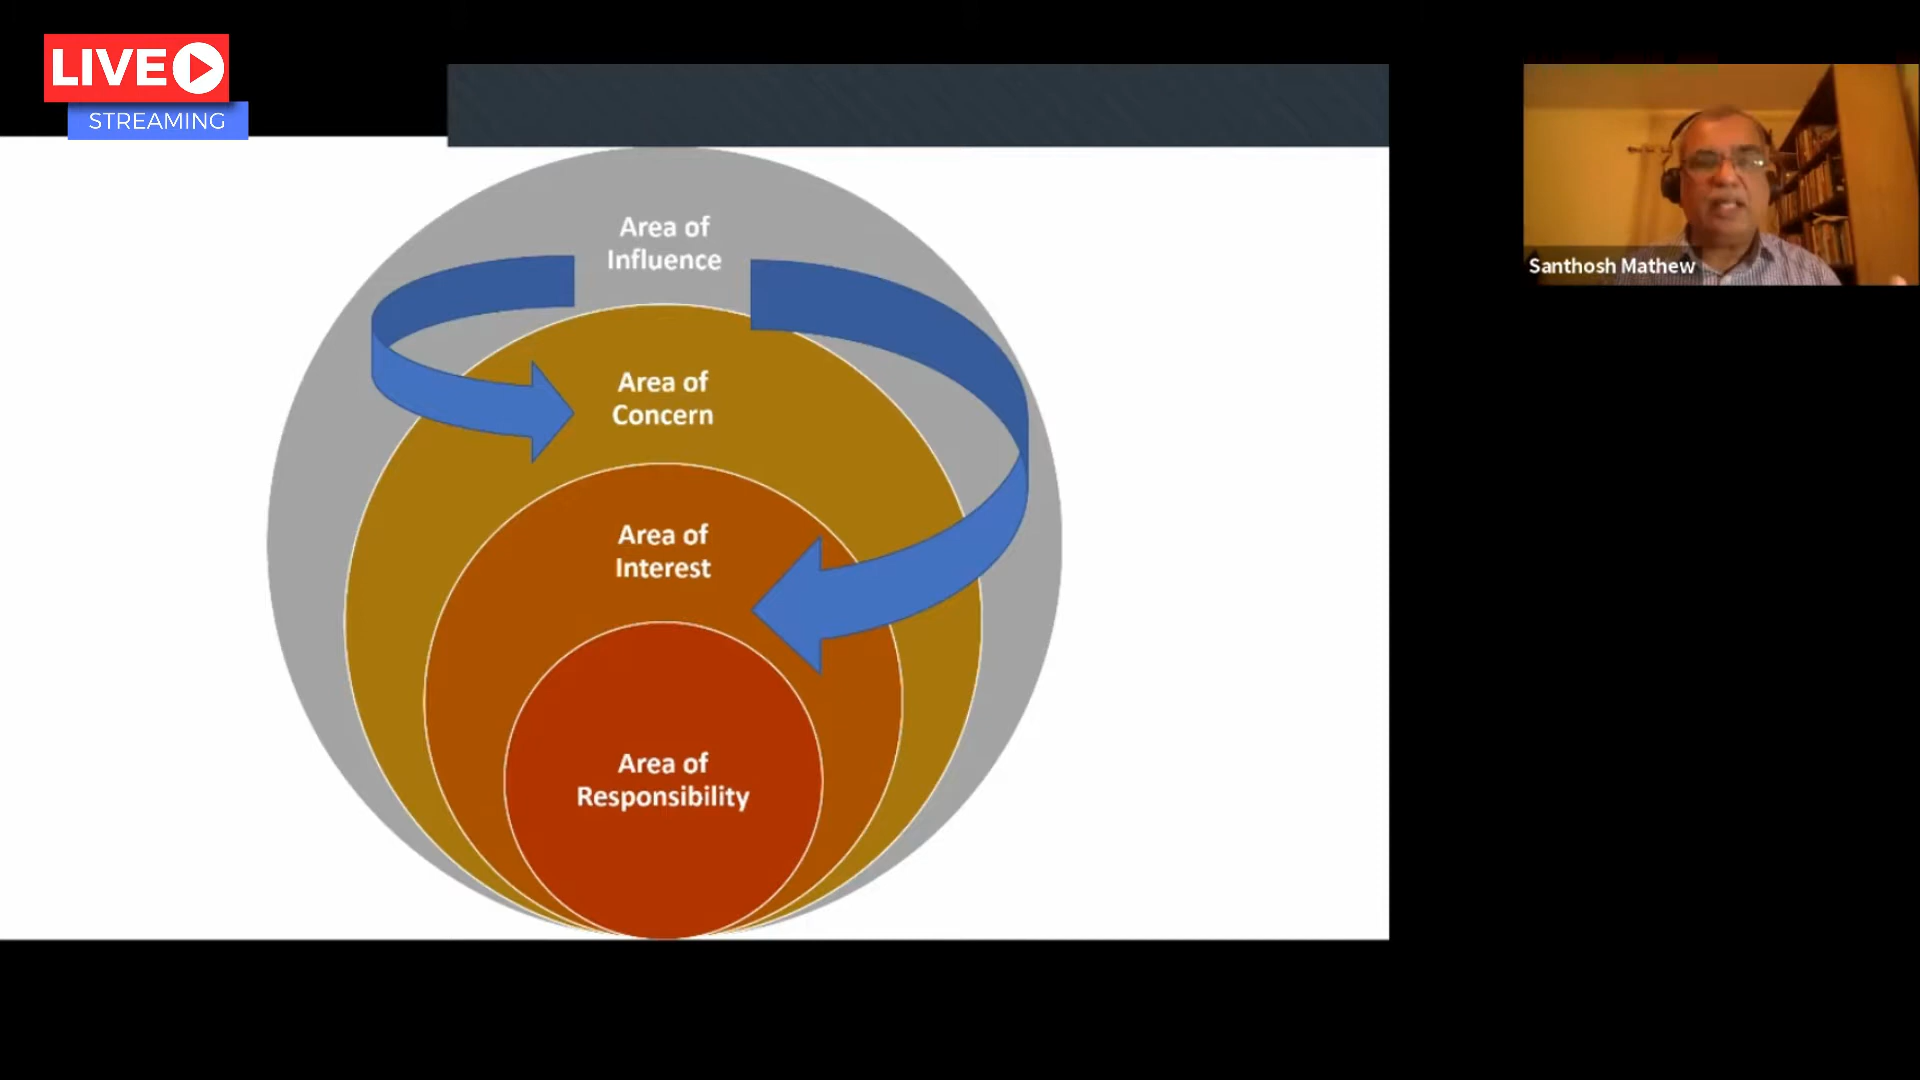 LIVE
STREAMING
Area of
Influence
Area of
Concern
Area of
Interest
Area of
Responsibility
Santhosh Mathew